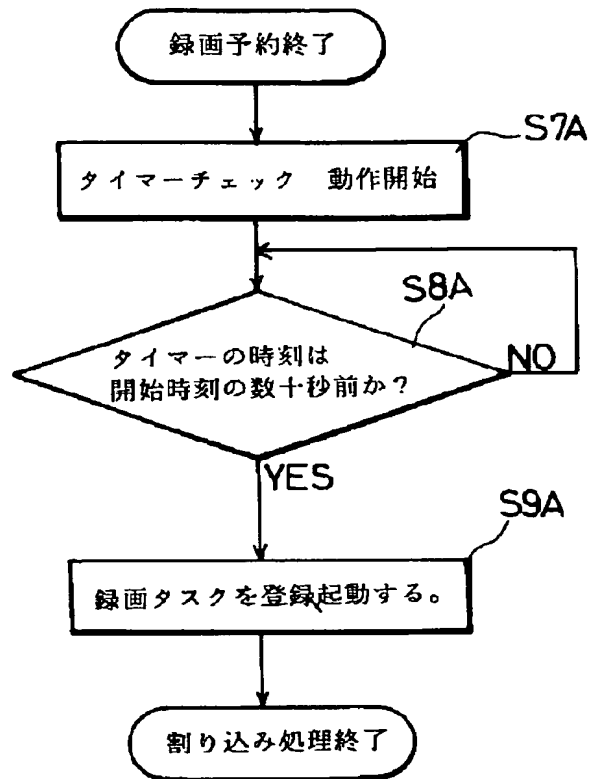 録画予約終了
S7A
タイマーチェック 動作開始
S8A
タイマーの時刻は
開始時刻の数十秒前か?
NO
YES
S9A
録画タスクを登録起動する。
割り込み処理終了